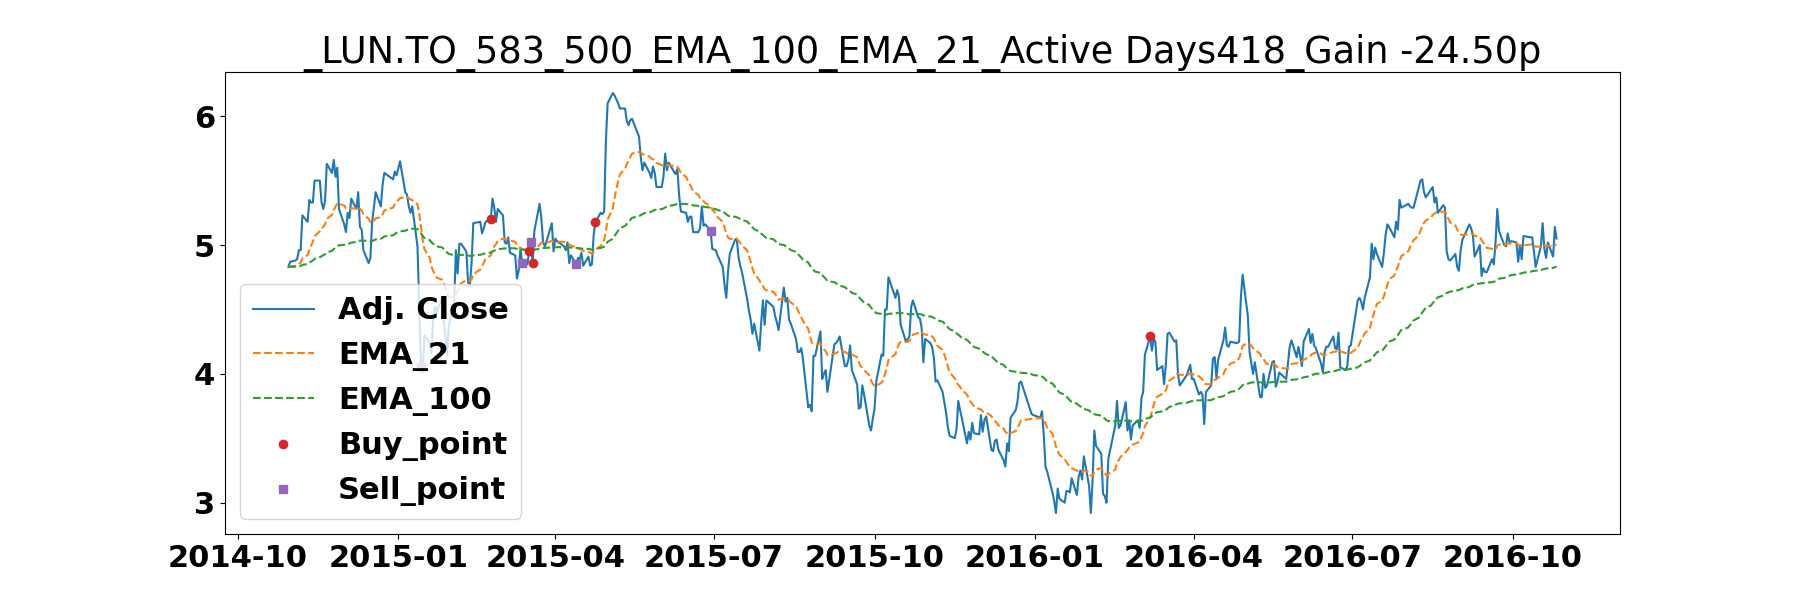 _LUN.TO_583_500_EMA_100_EMA_21_Active Days418_Gain -24.50p
6
5
4
3
Adj. Close
EMA_21
EMA_100
Buy_point
Sell_point
2014-10 2015-01 2015-04 2015-07 2015-10 2016-01 2016-04 2016-07 2016-10